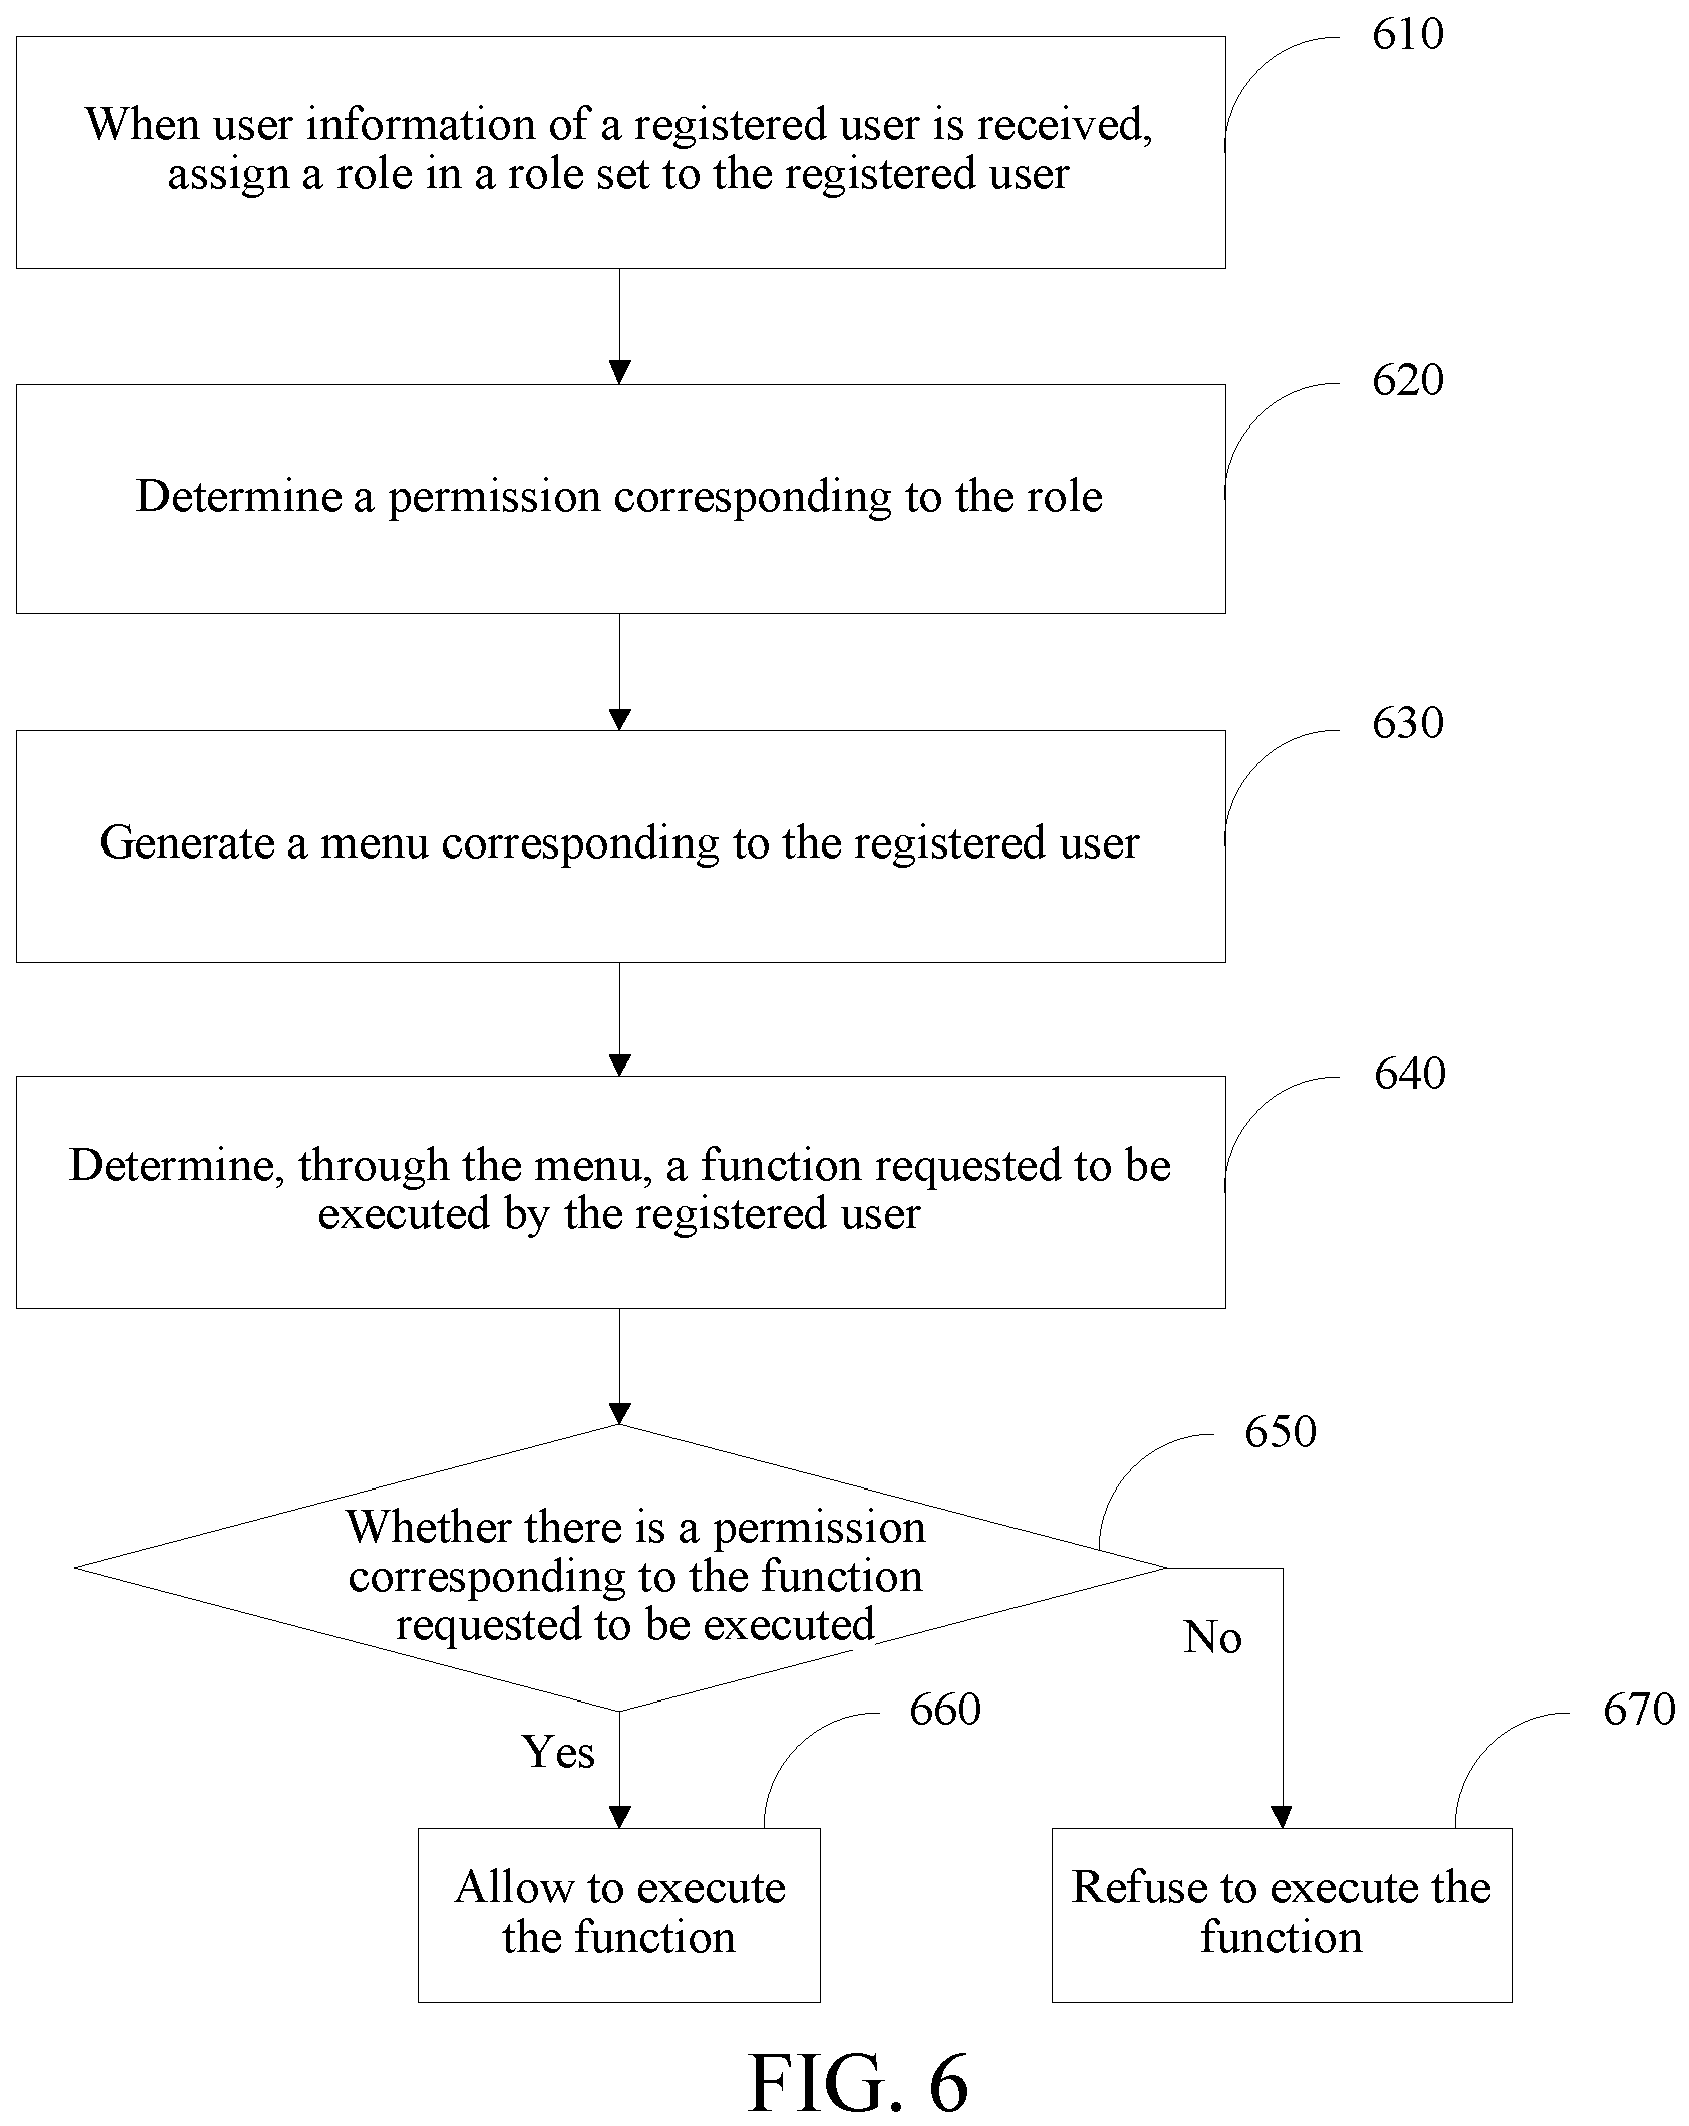 610
When user information of a registered user is received,
assign a role in a role set to the registered user
620
Determine a permission corresponding to the role
630
Generate a menu corresponding to the registered user
640
Determine, through the menu, a function requested to be
executed by the registered user
650
Whether there is a permission
corresponding to the function
requested to be executed
No
Yes
660
670
Allow to execute
the function
Refuse to execute the
function
FIG. 6